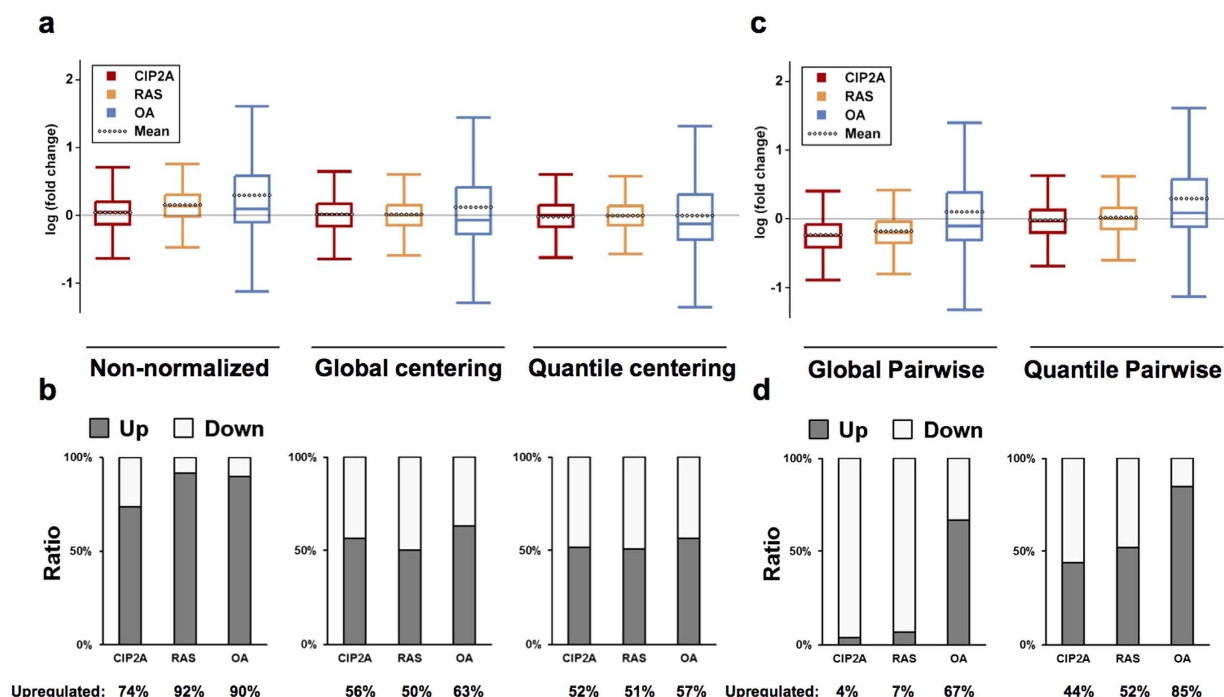 a
log (fold change)
2
1
0
-1
CIP2A
RAS
OA
Mean
Non-normalized
Global centering
Quantile centering
b
Up
Down
Ratio
100%
50%
0%
CIP2A RAS OA
100%
50%
0%
CIP2A RAS OA
100%
50%
0%
CIP2A RAS OA
Upregulated: 74% 92% 90% 56% 50% 63% 52% 51% 57%
c
log (fold change)
2
1
0
-1
CIP2A
RAS
OA
Mean
Global Pairwise
Quantile Pairwise
d
Up
Down
Ratio
100%
50%
0%
CIP2A RAS OA
100%
50%
0%
CIP2A RAS OA
Upregulated: 4% 7% 67% 44% 52% 85%